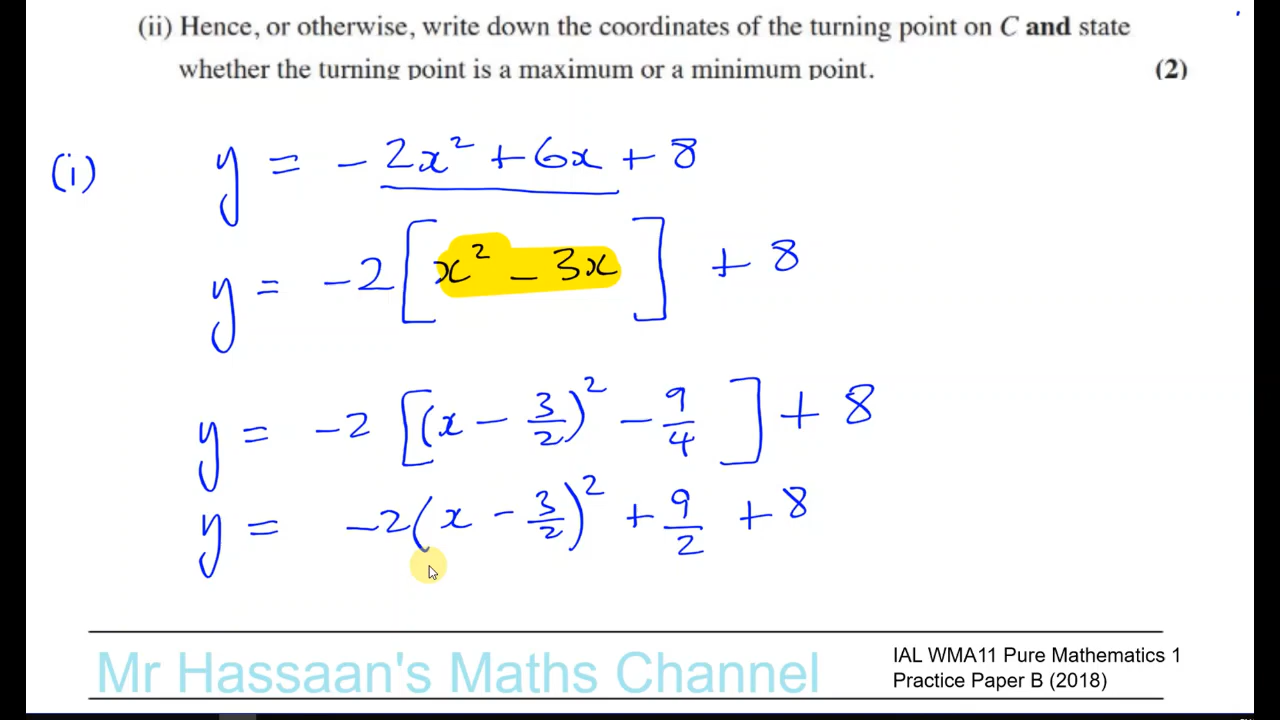 (ii) Hence, or otherwise, write down the coordinates of the turning point on C and state
whether the turning point is a maximum or a minimum point. (2)
(i) y = -2x² + 6x + 8
y = -2[x² - 3x] + 8
y = -2[(x - 3/2)² - 9/4] + 8
y = -2(x - 3/2)² + 9/2 + 8
Mr Hassaan's Maths Channel
IAL WMA11 Pure Mathematics 1
Practice Paper B (2018)